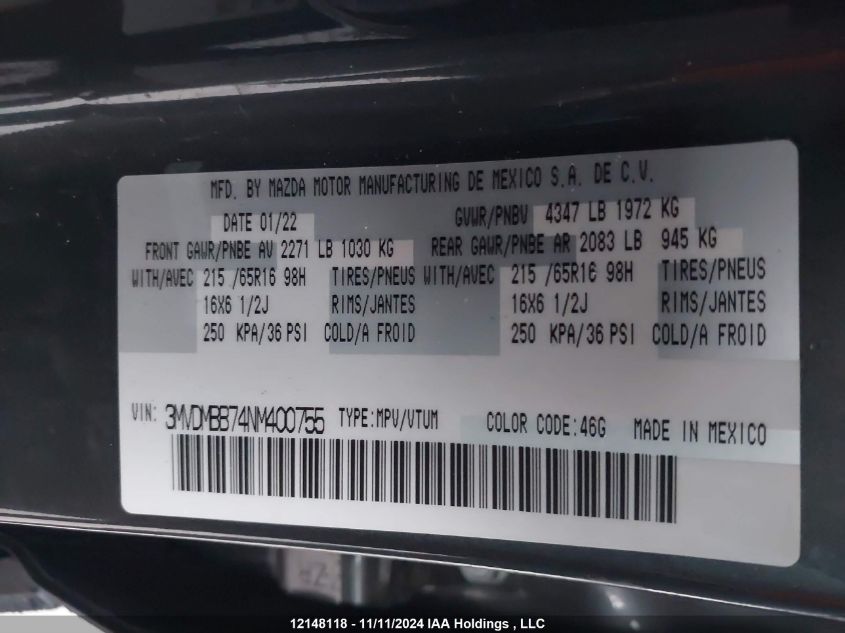 MFD. BY MAZDA MOTOR MANUFACTURING DE MEXICO S.A. DE C.V.
DATE 01/22 GVWR/PNBV 4347 LB 1972 KG
FRONT GAWR/PNBE AV 2271 LB 1030 KG REAR GAWR/PNBE AR 2083 LB 945 KG
WITH/AVEC 215 /65R16 98H TIRES/PNEUS WITH/AVEC 215 /65R16 98H TIRES/PNEUS
16X6 1/2J RIMS/JANTES 16X6 1/2J RIMS/JANTES
250 KPA/36 PSI COLD/A FROID 250 KPA/36 PSI COLD/A FROID
VIN: 3MVDMBB74NM400755 TYPE:MPV/VTUM COLOR CODE:46G MADE IN MEXICO
12148118 - 11/11/2024 IAA Holdings , LLC